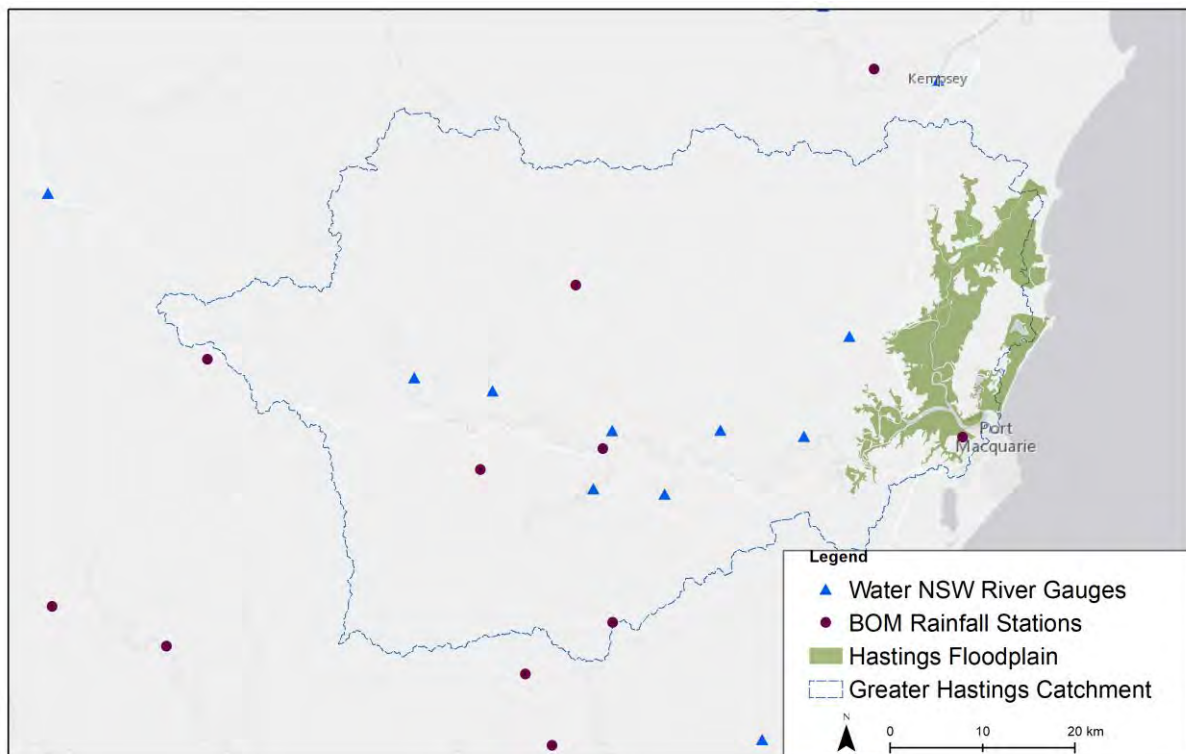 Kempsey
Port
Macquarie
Legend
Water NSW River Gauges
BOM Rainfall Stations
Hastings Floodplain
Greater Hastings Catchment
N
0 10 20 km